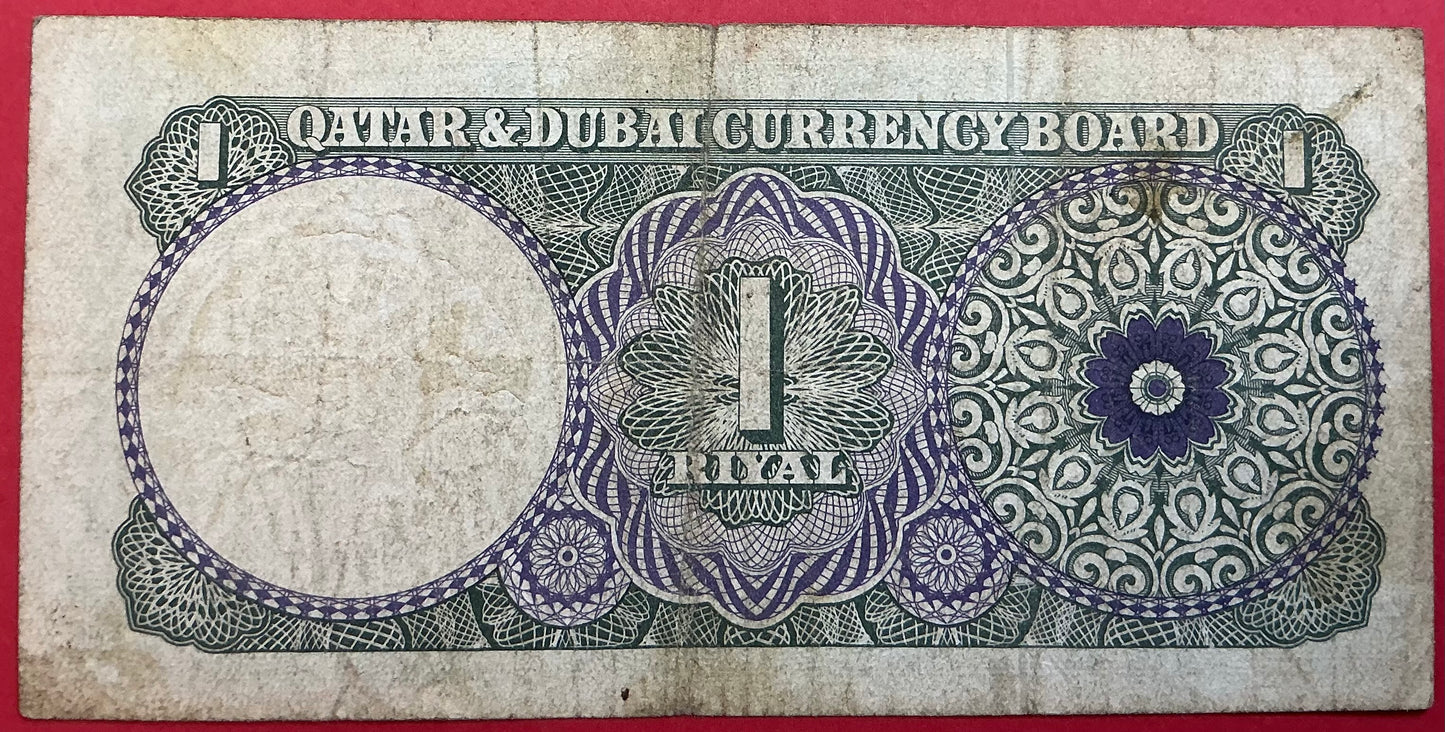 1 QATAR & DUBAI CURRENCY BOARD 1
1
RIYAL